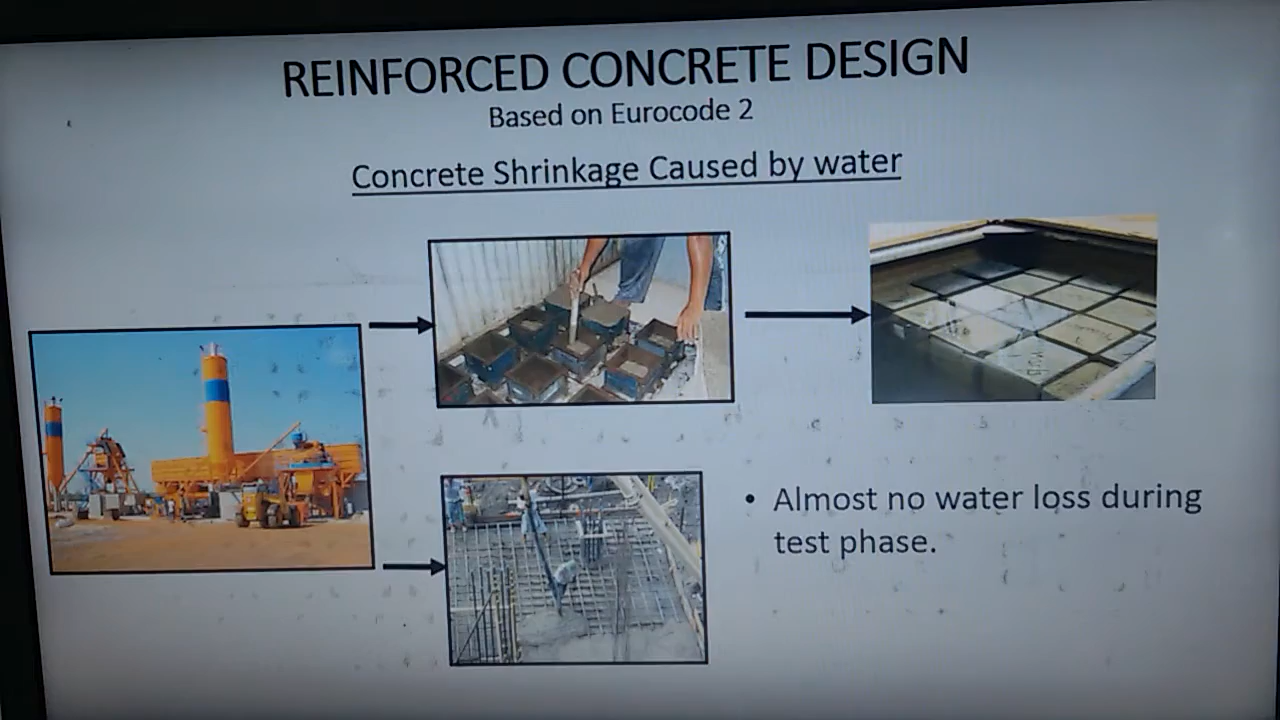 REINFORCED CONCRETE DESIGN
Based on Eurocode 2
Concrete Shrinkage Caused by water
• Almost no water loss during
test phase.